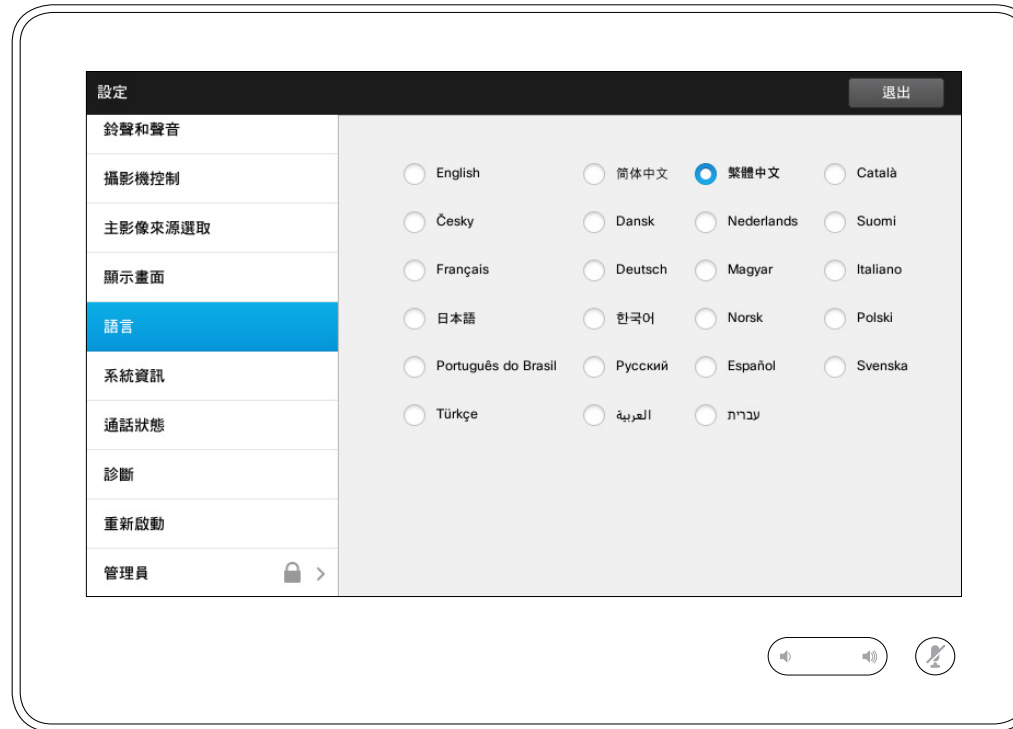 設定
退出
鈴聲和聲音
攝影機控制
主影像來源選取
顯示畫面
語言
系統資訊
通話狀態
診斷
重新啟動
管理員
English 简体中文 繁體中文 Català
Česky Dansk Nederlands Suomi
Français Deutsch Magyar Italiano
日本語 한국어 Norsk Polski
Português do Brasil Русский Español Svenska
Türkçe العربية עברית